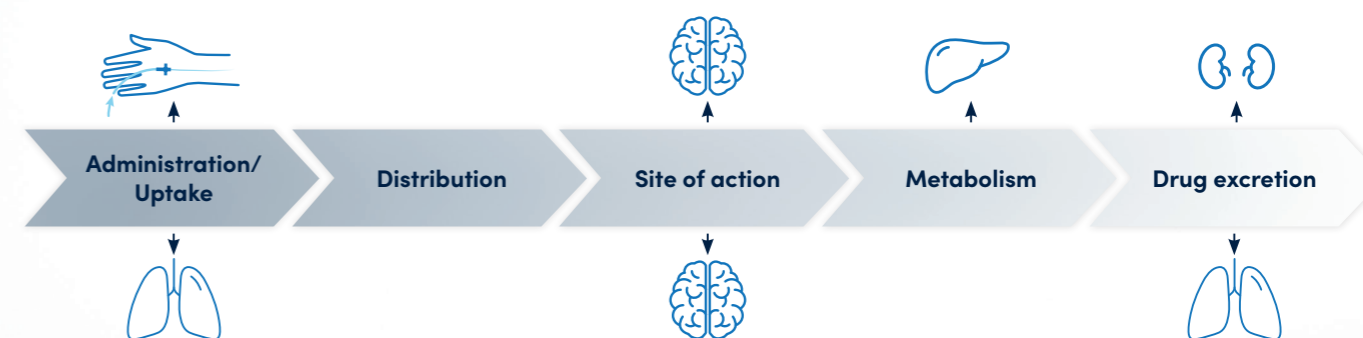 Administration/
Uptake
Distribution
Site of action
Metabolism
Drug excretion